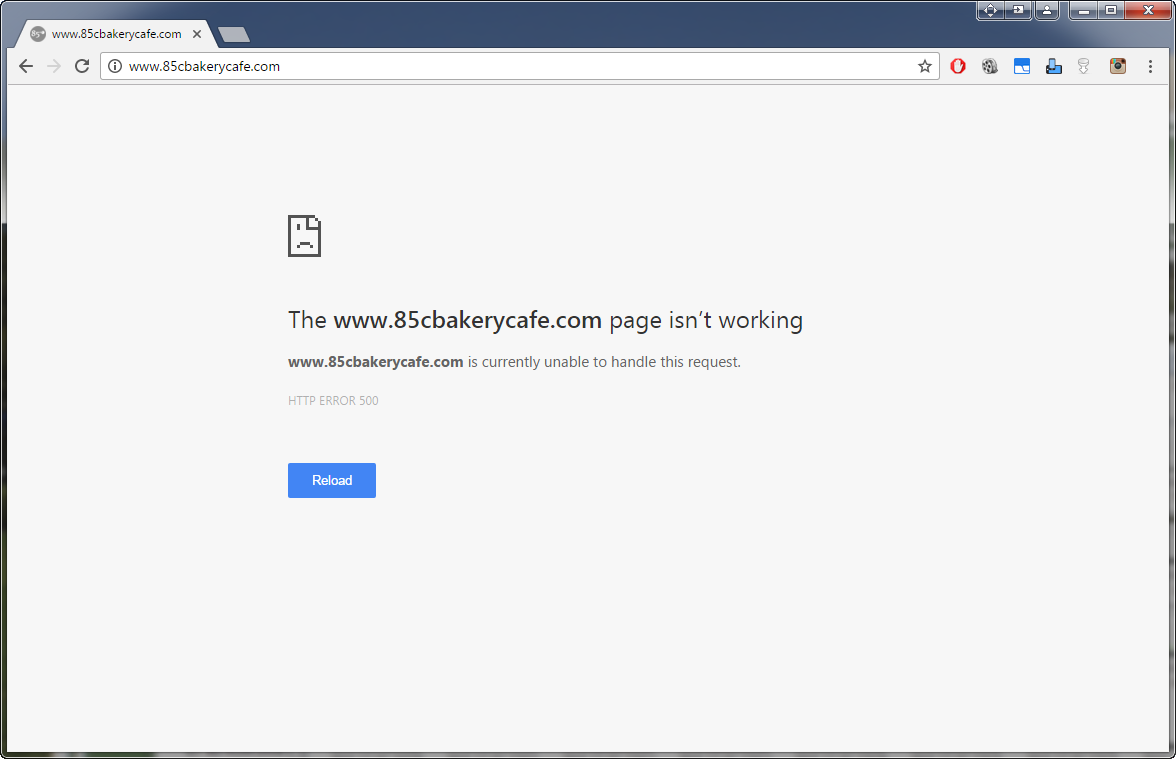 www.85cbakerycafe.com
www.85cbakerycafe.com
The www.85cbakerycafe.com page isn’t working
www.85cbakerycafe.com is currently unable to handle this request.
HTTP ERROR 500
Reload